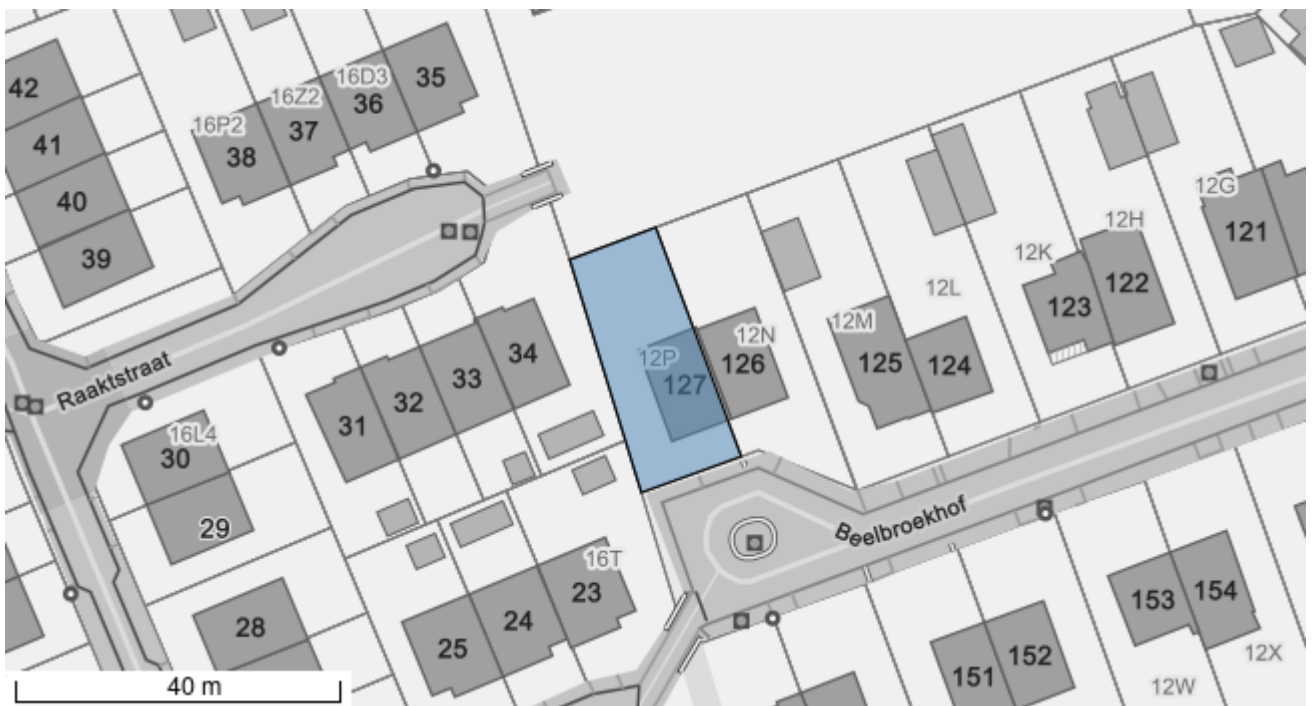 42
41
40
39
16P2
38
16Z2
37
16D3
36
35
12G
121
12H
122
12K
123
12L
124
12M
125
12N
126
12P
127
Raaktstraat
34
33
32
31
16L4
30
29
28
Beelbroekhof
16T
23
24
25
153
154
12X
12W
152
151
40 m